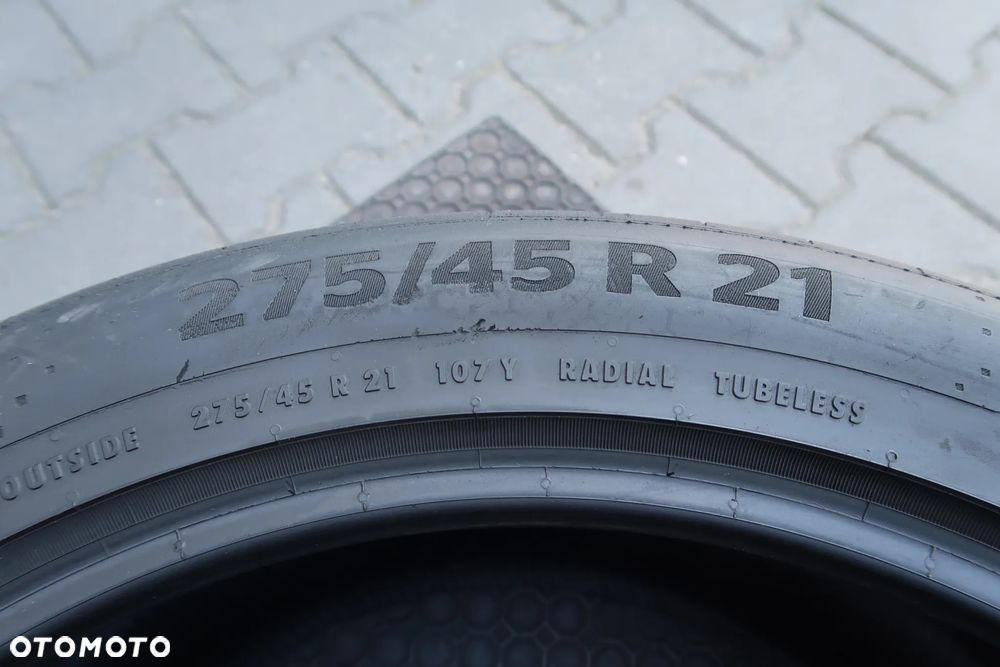 275/45 R 21
OUTSIDE 275/45 R 21 107 Y RADIAL TUBELESS
OTOMOTO